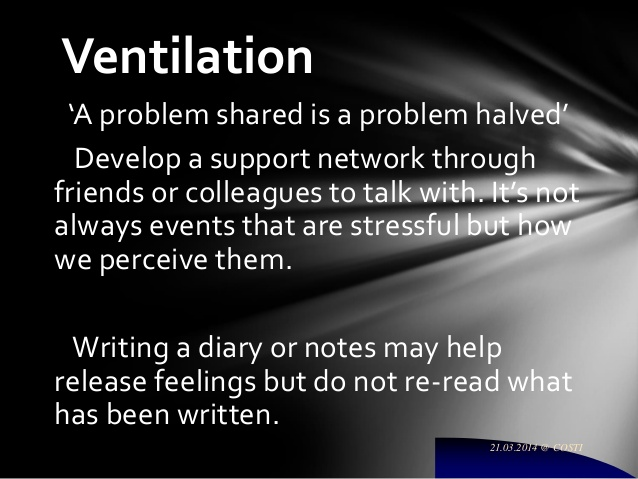 Ventilation
‘A problem shared is a problem halved’
Develop a support network through
friends or colleagues to talk with. It’s not
always events that are stressful but how
we perceive them.
Writing a diary or notes may help
release feelings but do not re-read what
has been written.
21.03.2014 @ COSTI